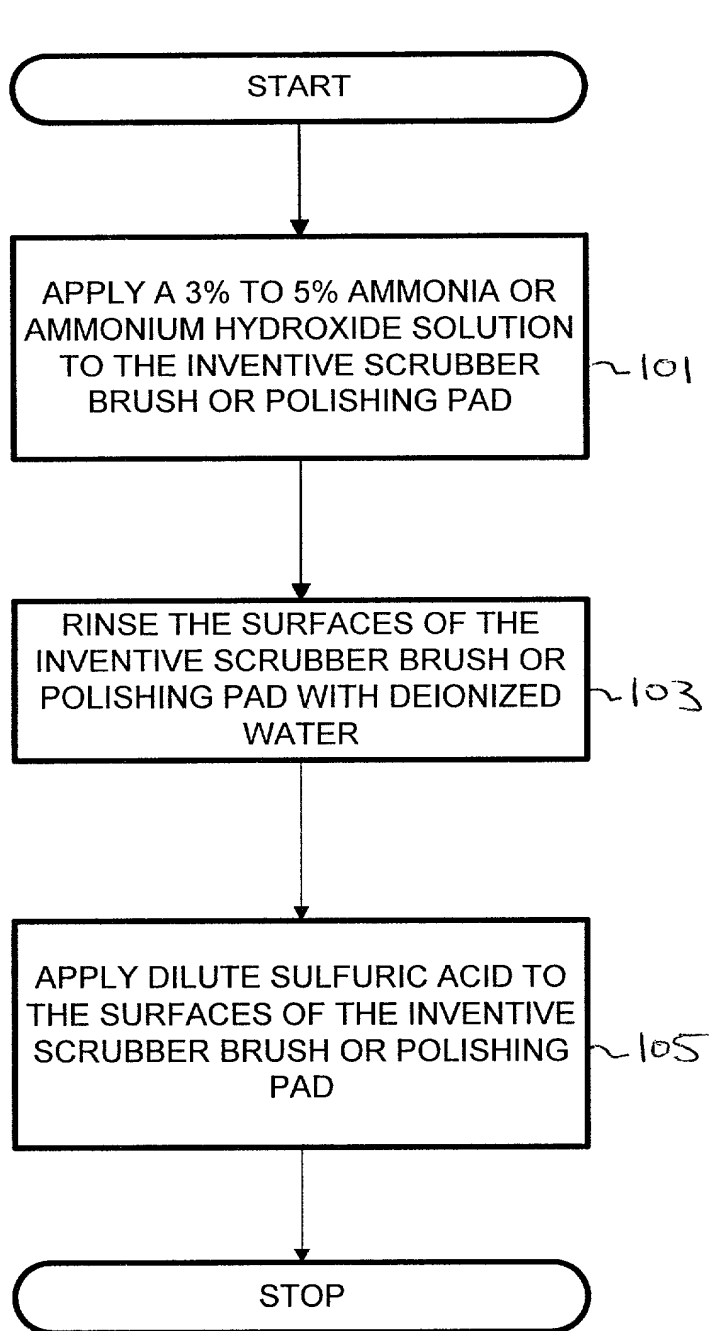 START
APPLY A 3% TO 5% AMMONIA OR
AMMONIUM HYDROXIDE SOLUTION
TO THE INVENTIVE SCRUBBER
BRUSH OR POLISHING PAD
101
RINSE THE SURFACES OF THE
INVENTIVE SCRUBBER BRUSH OR
POLISHING PAD WITH DEIONIZED
WATER
103
APPLY DILUTE SULFURIC ACID TO
THE SURFACES OF THE INVENTIVE
SCRUBBER BRUSH OR POLISHING
PAD
105
STOP